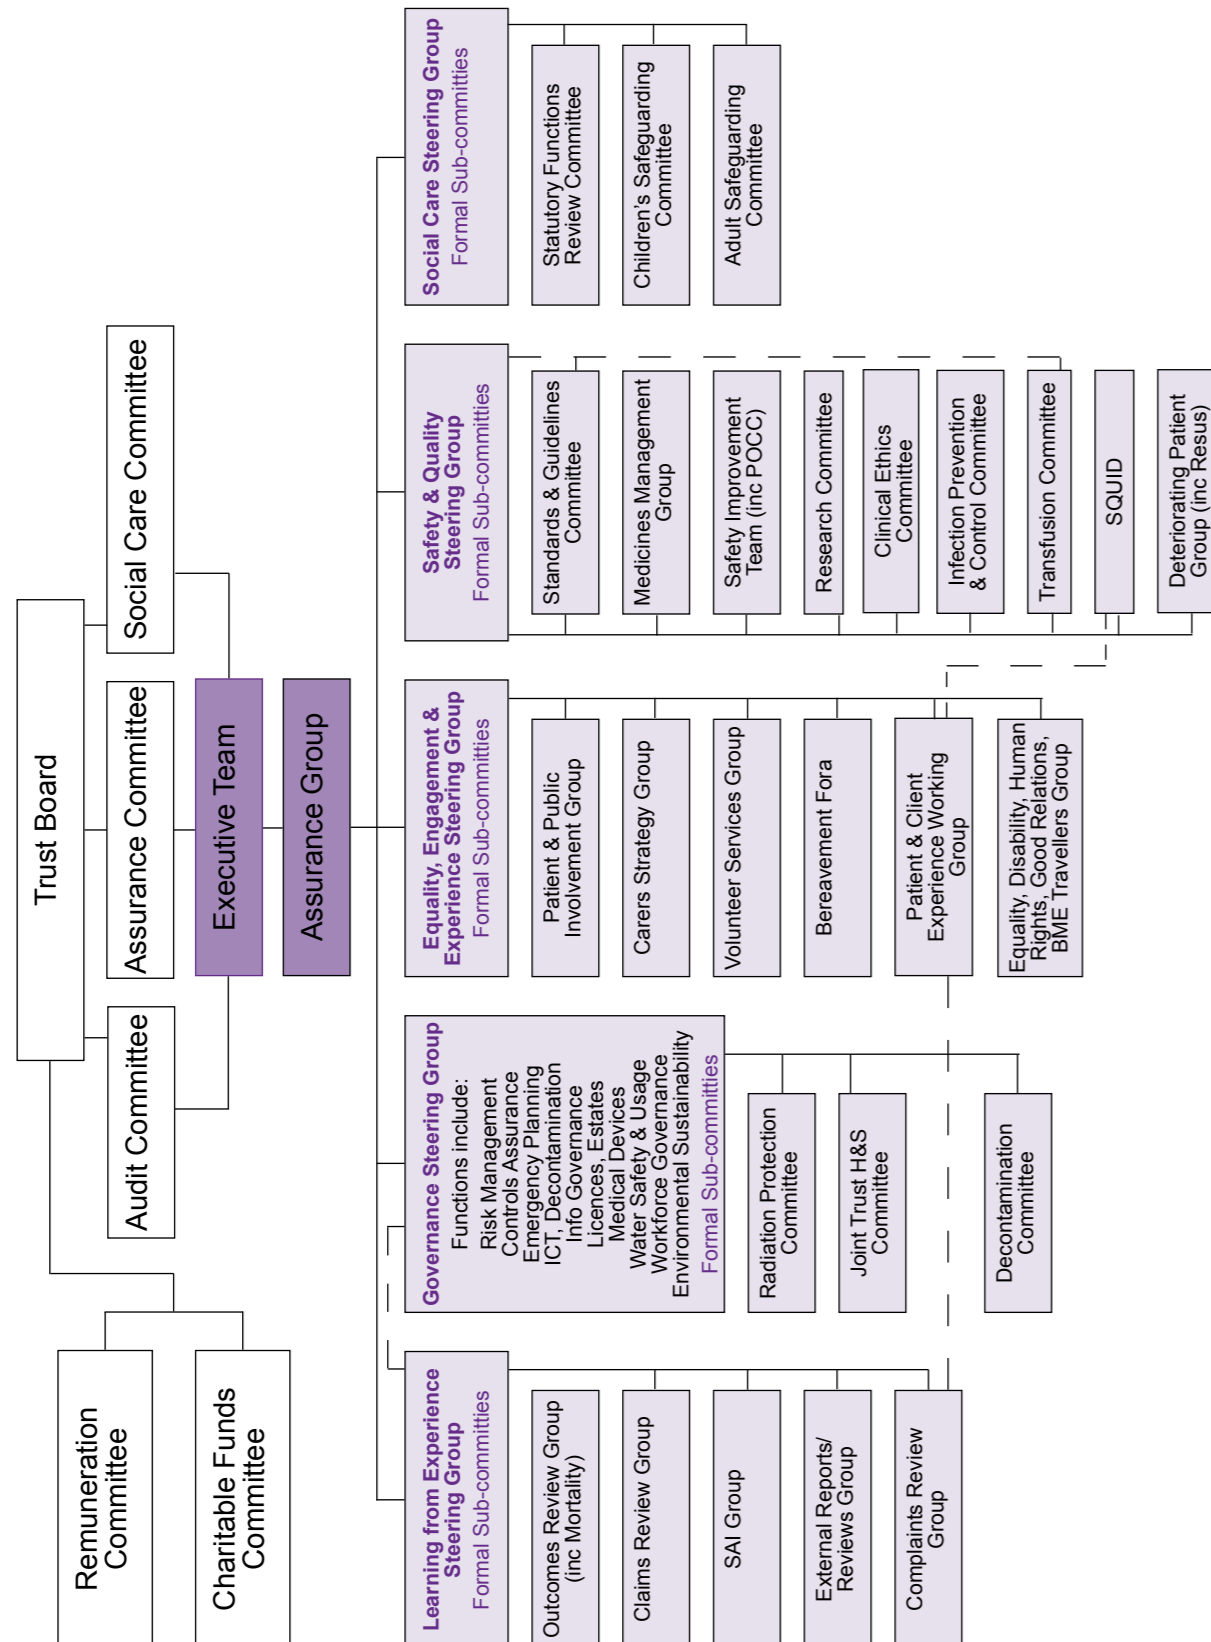 Trust Board
Remuneration
Committee
Charitable Funds
Committee
Audit Committee
Assurance Committee
Social Care Committee
Executive Team
Assurance Group
Learning from Experience
Steering Group
Formal Sub-committies
Outcomes Review Group
(inc Mortality)
Claims Review Group
SAI Group
External Reports/
Reviews Group
Complaints Review
Group
Governance Steering Group
Functions include:
Risk Management
Controls Assurance
Emergency Planning
ICT, Decontamination
Info Governance
Licences, Estates
Medical Devices
Water Safety & Usage
Workforce Governance
Environmental Sustainability
Formal Sub-committies
Radiation Protection
Committee
Joint Trust H&S
Committee
Decontamination
Committee
Equality, Engagement &
Experience Steering Group
Formal Sub-committies
Patient & Public
Involvement Group
Carers Strategy Group
Volunteer Services Group
Bereavement Fora
Patient & Client
Experience Working
Group
Equality, Disability, Human
Rights, Good Relations,
BME Travellers Group
Safety & Quality
Steering Group
Formal Sub-committies
Standards & Guidelines
Committee
Medicines Management
Group
Safety Improvement
Team (inc POCC)
Research Committee
Clinical Ethics
Committee
Infection Prevention
& Control Committee
Transfusion Committee
SQUID
Deteriorating Patient
Group (inc Resus)
Social Care Steering Group
Formal Sub-committies
Statutory Functions
Review Committee
Children's Safeguarding
Committee
Adult Safeguarding
Committee